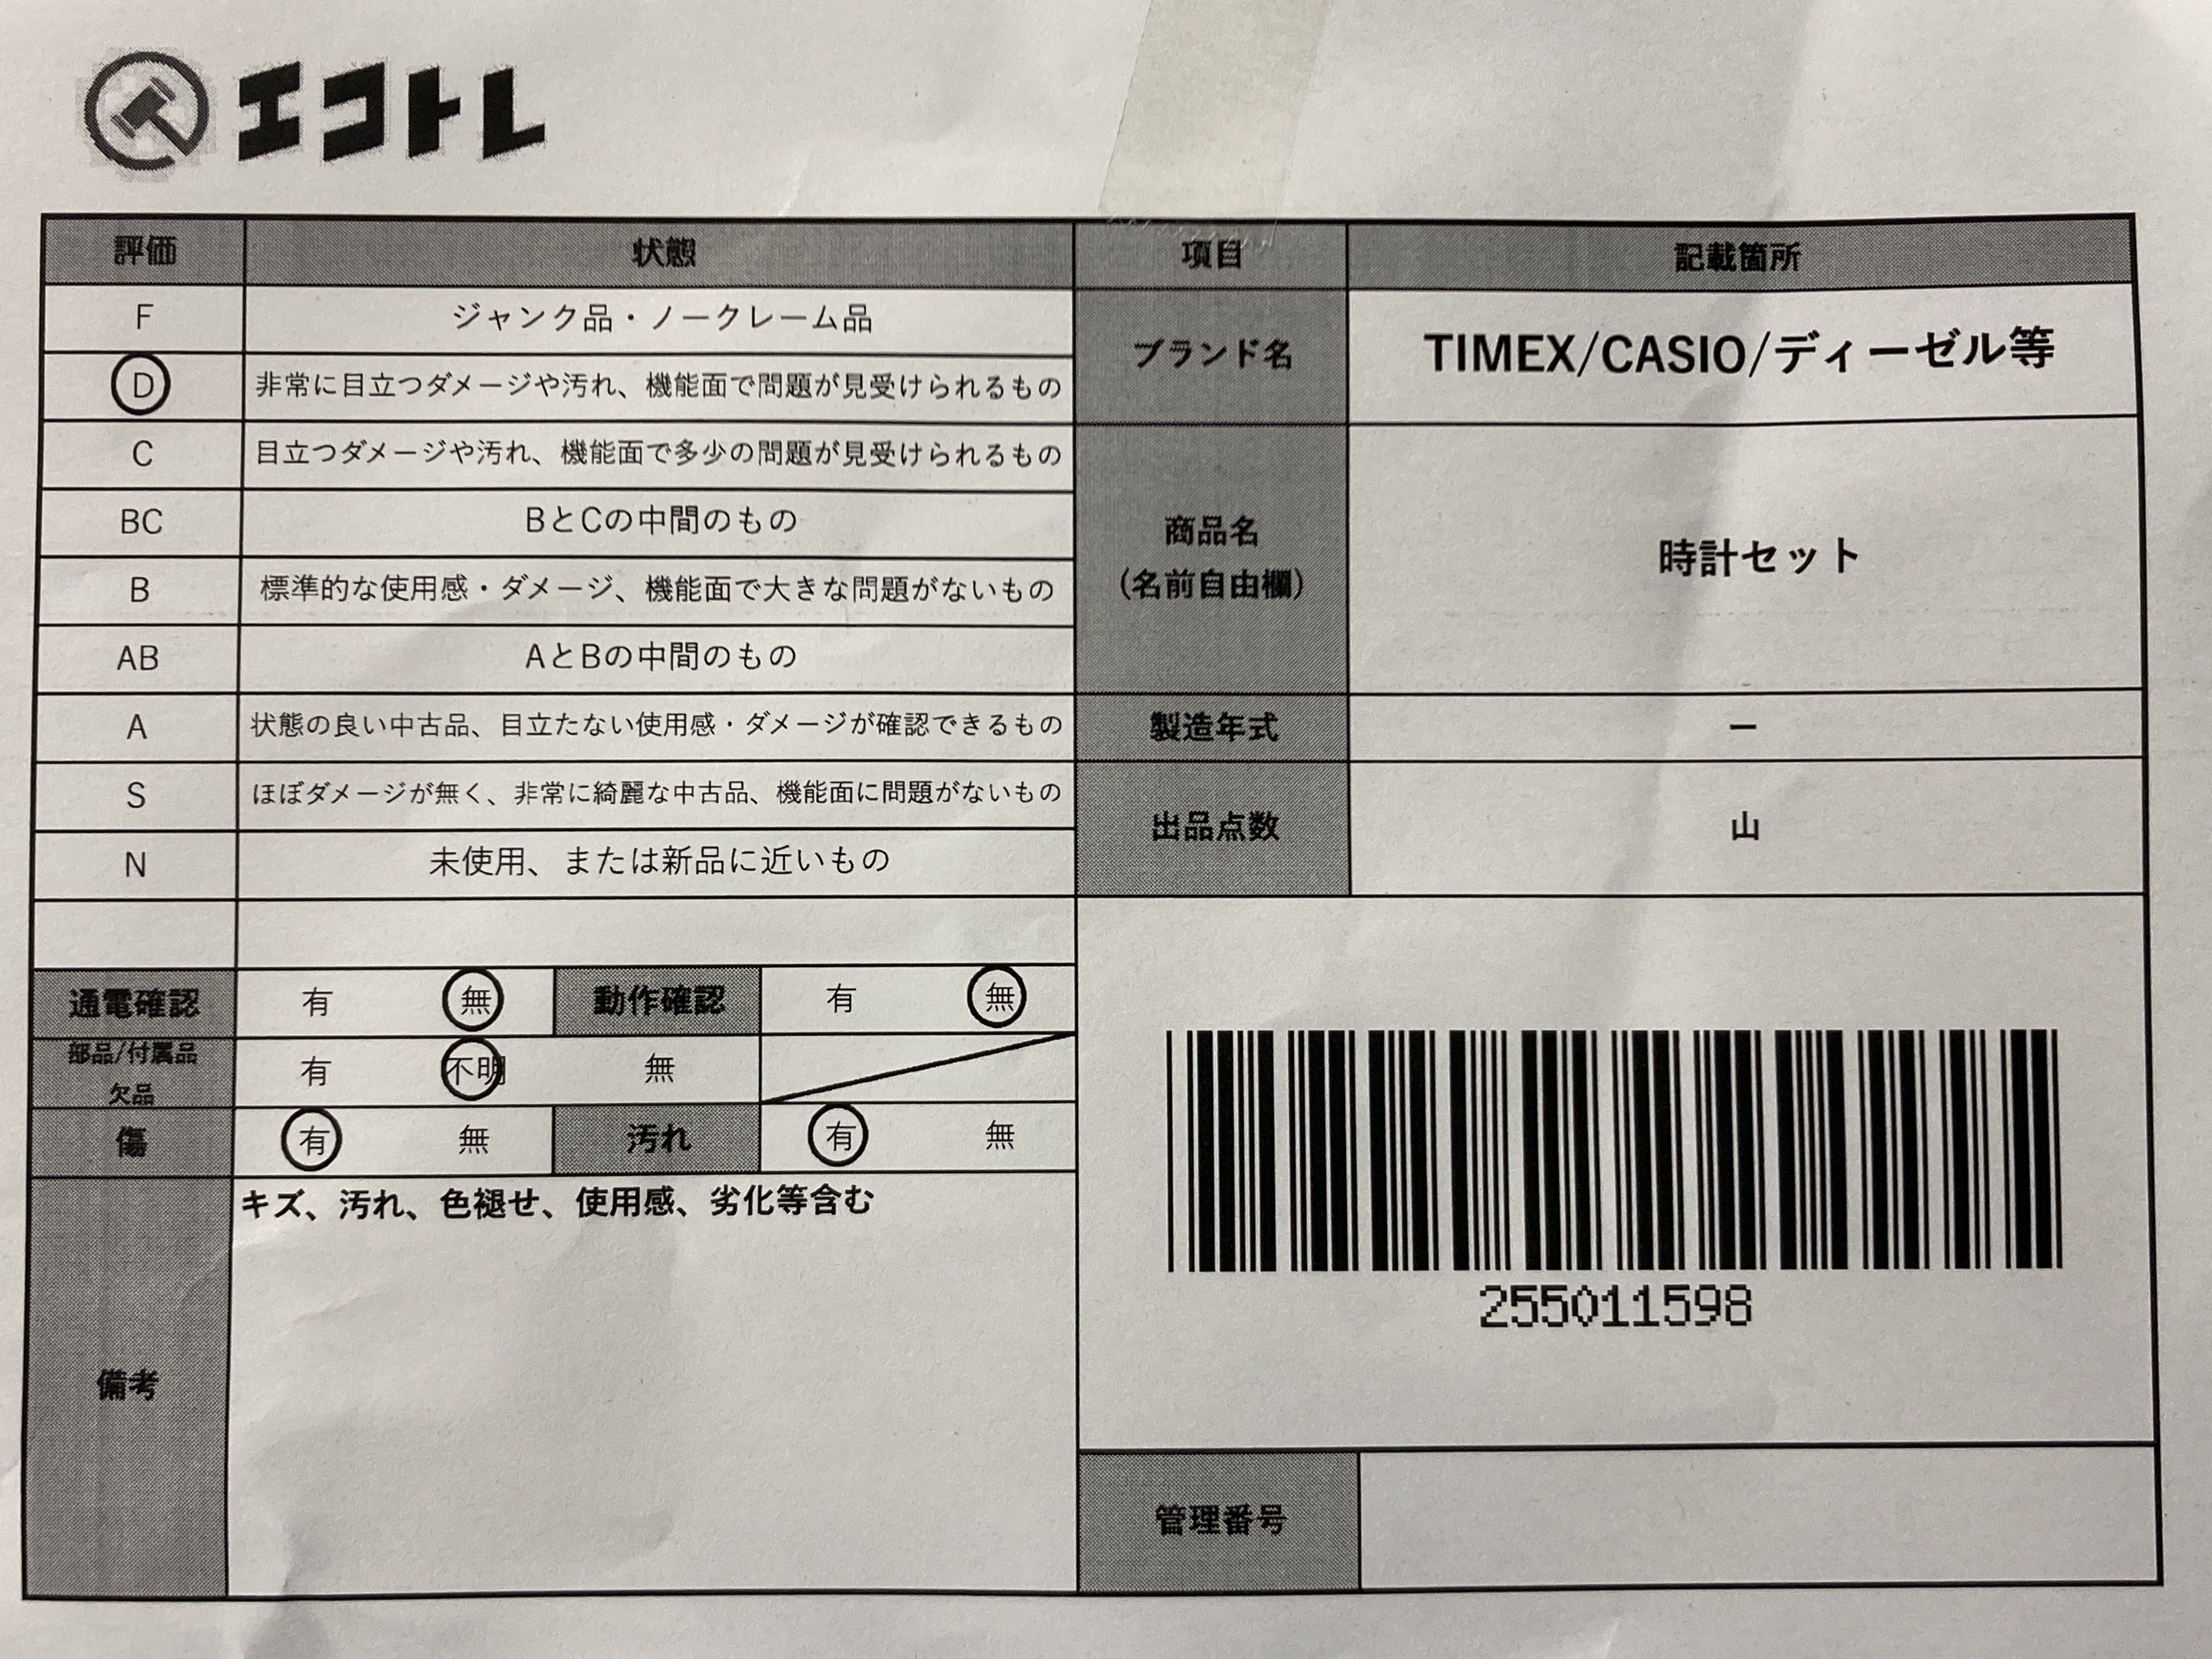 エコトレ
評価 状態 項目 記載箇所
F ジャンク品・ノークレーム品
ブランド名 TIMEX/CASIO/ディーゼル等
D 非常に目立つダメージや汚れ、機能面で問題が見受けられるもの
C 目立つダメージや汚れ、機能面で多少の問題が見受けられるもの
商品名
(名前自由欄)
時計セット
BC BとCの中間のもの
B 標準的な使用感・ダメージ、機能面で大きな問題がないもの
AB AとBの中間のもの
A 状態の良い中古品、目立たない使用感・ダメージが確認できるもの
製造年式 ー
S ほぼダメージが無く、非常に綺麗な中古品、機能面に問題がないもの
出品点数 山
N 未使用、または新品に近いもの
通電確認 有 無 動作確認 有 無
部品/付属品
欠品
有 不明 無
傷 有 無 汚れ 有 無
備考
キズ、汚れ、色褪せ、使用感、劣化等含む
255011598
管理番号